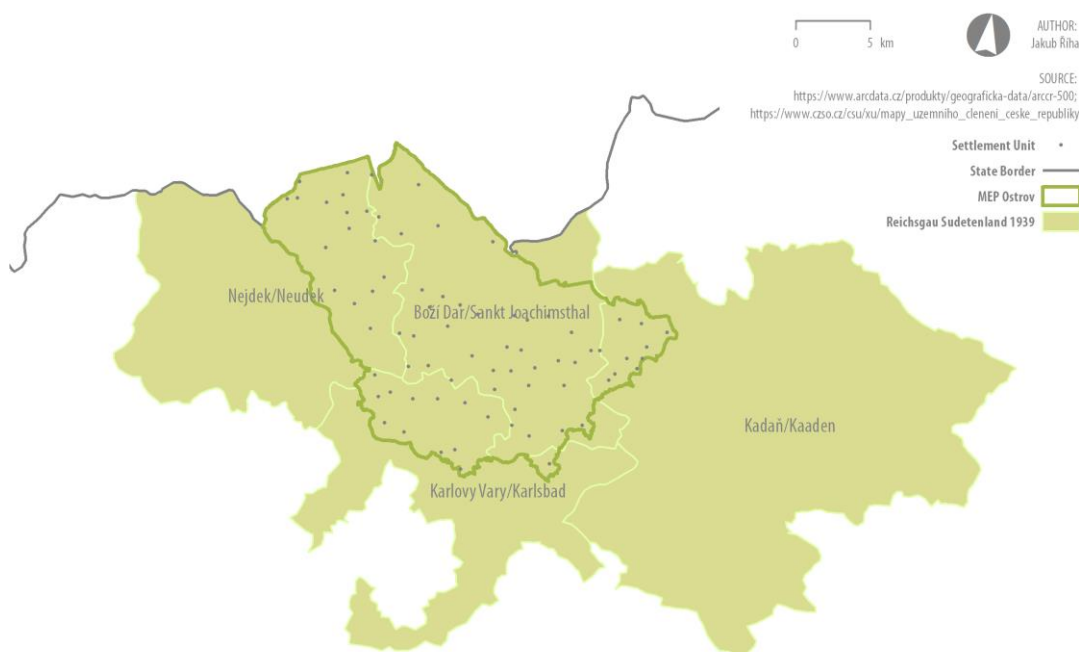 AUTHOR:
Jakub Říha
0 5 km
SOURCE:
https://www.arcdata.cz/produkty/geograficka-data/arccr-500;
https://www.czso.cz/csu/xu/mapy_uzemniho_cleneni_ceske_republiky
Settlement Unit
State Border
MEP Ostrov
Reichsgau Sudetenland 1939
Nejdek/Neudek
Boží Dar/Sankt Joachimsthal
Kadaň/Kaaden
Karlovy Vary/Karlsbad